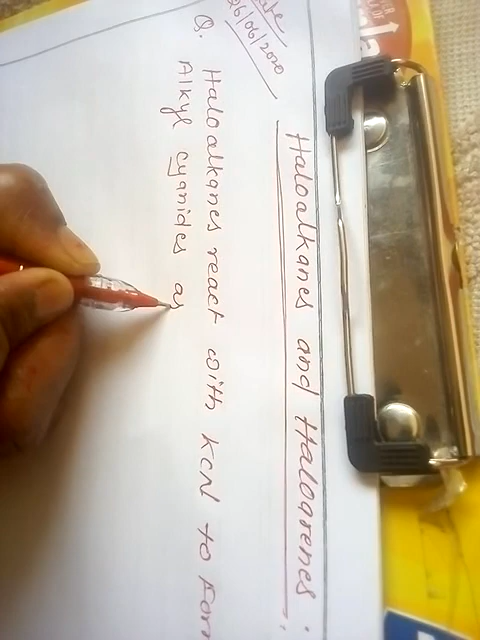 Date
26/06/2020
Haloalkanes and Haloarenes:
Q. Haloalkanes react with KCN to Form
Alkyl cyanides as